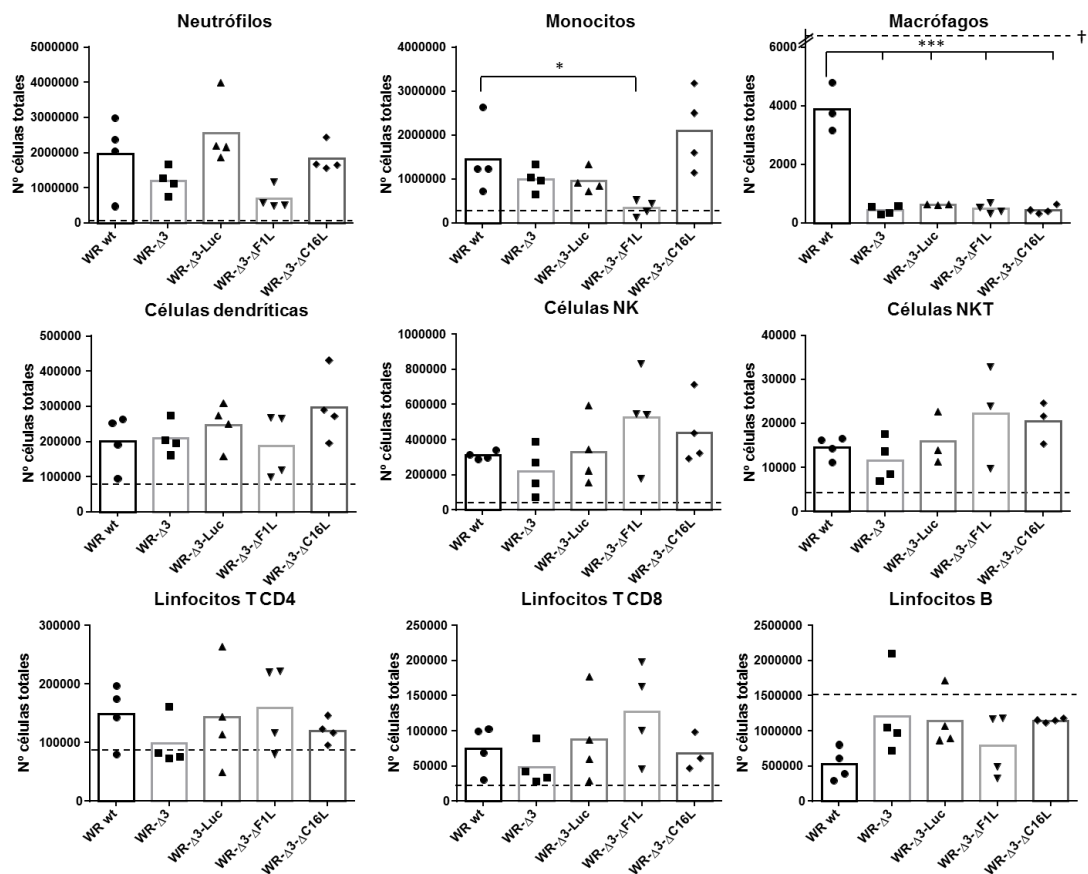 Neutrófilos
Nº células totales
5000000
4000000
3000000
2000000
1000000
0
WR wt
WR-Δ3
WR-Δ3-Luc
WR-Δ3-ΔF1L
WR-Δ3-ΔC16L
Monocitos
Nº células totales
4000000
3000000
2000000
1000000
0
*
WR wt
WR-Δ3
WR-Δ3-Luc
WR-Δ3-ΔF1L
WR-Δ3-ΔC16L
Macrófagos
Nº células totales
6000
4000
2000
0
***
†
WR wt
WR-Δ3
WR-Δ3-Luc
WR-Δ3-ΔF1L
WR-Δ3-ΔC16L
Células dendríticas
Nº células totales
500000
400000
300000
200000
100000
0
WR wt
WR-Δ3
WR-Δ3-Luc
WR-Δ3-ΔF1L
WR-Δ3-ΔC16L
Células NK
Nº células totales
1000000
800000
600000
400000
200000
0
WR wt
WR-Δ3
WR-Δ3-Luc
WR-Δ3-ΔF1L
WR-Δ3-ΔC16L
Células NKT
Nº células totales
40000
30000
20000
10000
0
WR wt
WR-Δ3
WR-Δ3-Luc
WR-Δ3-ΔF1L
WR-Δ3-ΔC16L
Linfocitos T CD4
Nº células totales
300000
200000
100000
0
WR wt
WR-Δ3
WR-Δ3-Luc
WR-Δ3-ΔF1L
WR-Δ3-ΔC16L
Linfocitos T CD8
Nº células totales
250000
200000
150000
100000
50000
0
WR wt
WR-Δ3
WR-Δ3-Luc
WR-Δ3-ΔF1L
WR-Δ3-ΔC16L
Linfocitos B
Nº células totales
2500000
2000000
1500000
1000000
500000
0
WR wt
WR-Δ3
WR-Δ3-Luc
WR-Δ3-ΔF1L
WR-Δ3-ΔC16L